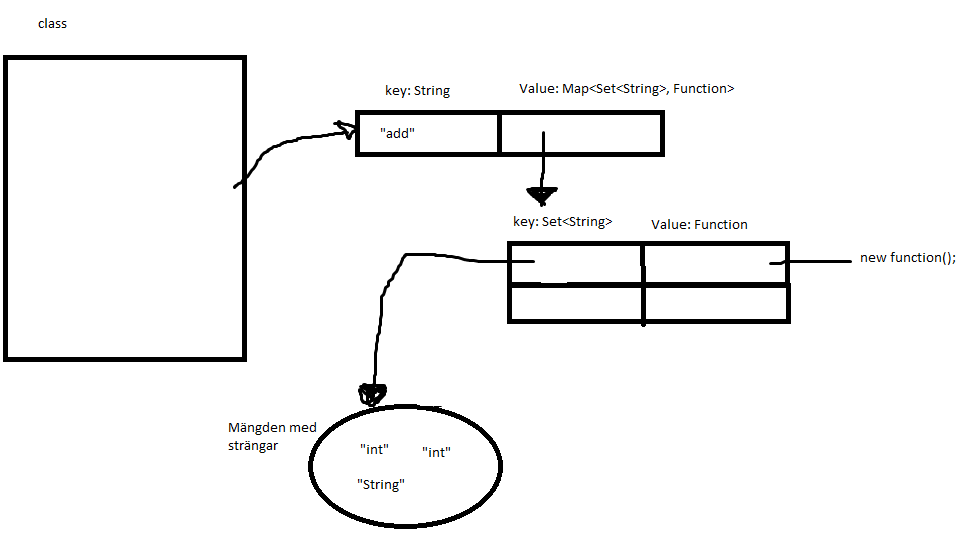 class
key: String
Value: Map<Set<String>, Function>
"add"
key: Set<String>
Value: Function
new function();
Mängden med
strängar
"int"
"int"
"String"